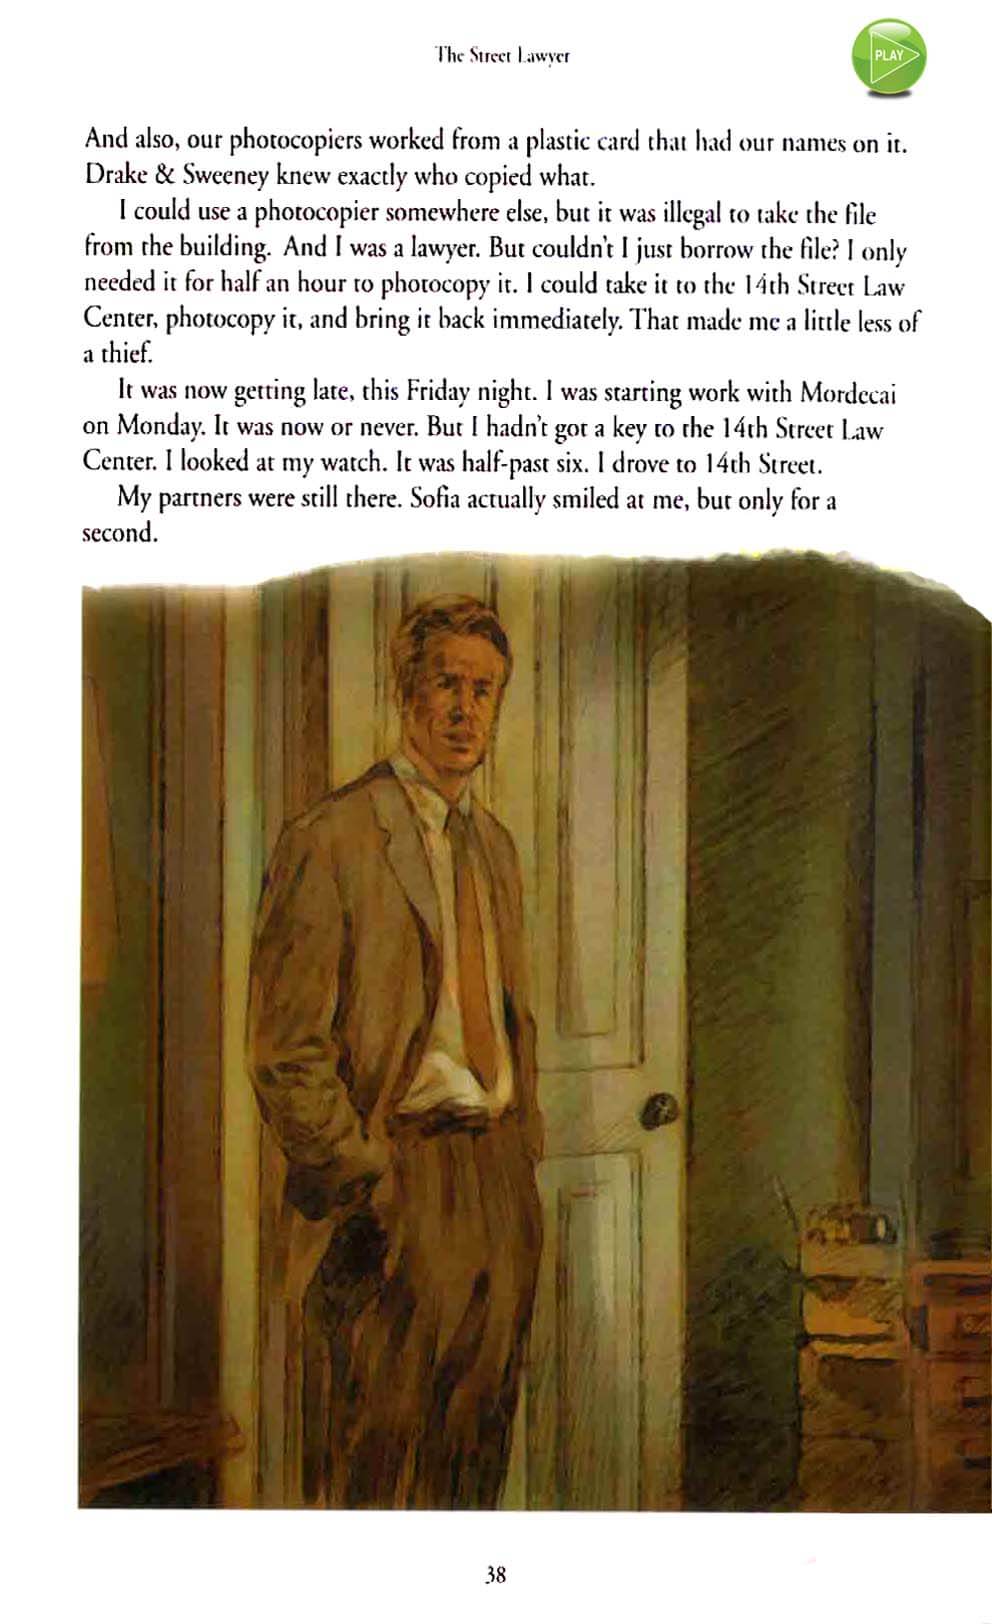 The Street Lawyer
PLAY
And also, our photocopiers worked from a plastic card that had our names on it.
Drake & Sweeney knew exactly who copied what.
I could use a photocopier somewhere else, but it was illegal to take the file
from the building. And I was a lawyer. But couldn't I just borrow the file? I only
needed it for half an hour to photocopy it. I could take it to the 14th Street Law
Center, photocopy it, and bring it back immediately. That made me a little less of
a thief.
It was now getting late, this Friday night. I was starting work with Mordecai
on Monday. It was now or never. But I hadn't got a key to the 14th Street Law
Center. I looked at my watch. It was half-past six. I drove to 14th Street.
My partners were still there. Sofia actually smiled at me, but only for a
second.
38